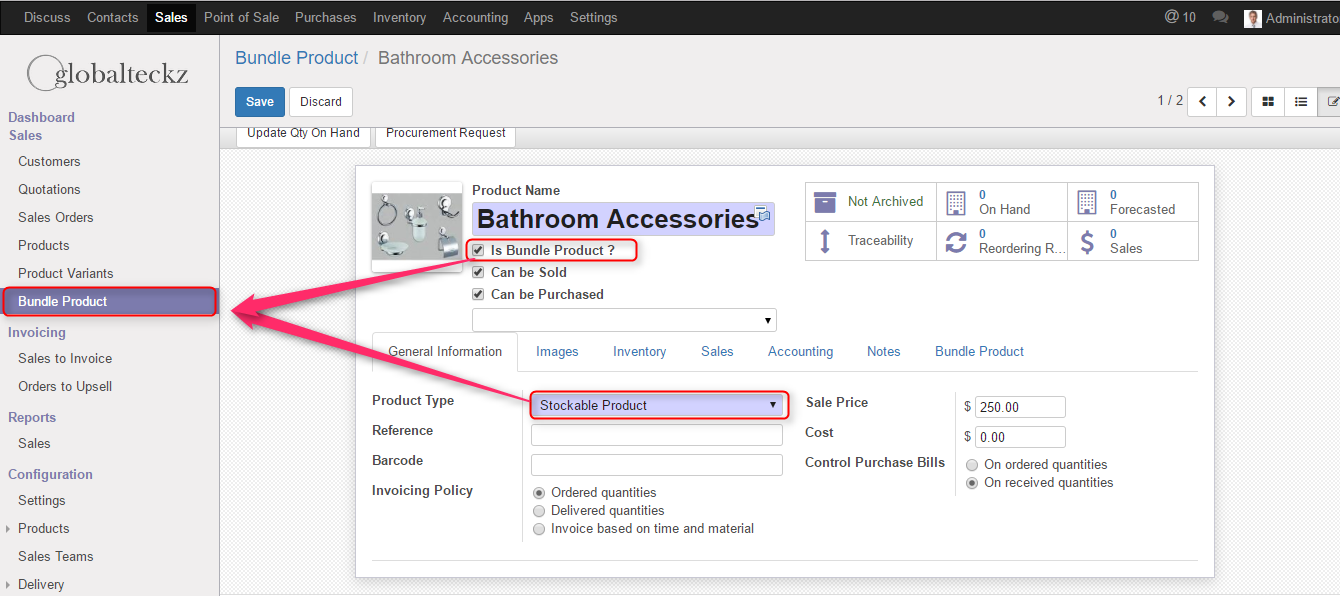 Discuss Contacts Sales Point of Sale Purchases Inventory Accounting Apps Settings @ 10 Administrato
globalteckz
Dashboard
Sales
Customers
Quotations
Sales Orders
Products
Product Variants
Bundle Product
Invoicing
Sales to Invoice
Orders to Upsell
Reports
Sales
Configuration
Settings
Products
Sales Teams
Delivery
Bundle Product / Bathroom Accessories
Save Discard
1 / 2
Update Qty On Hand Procurement Request
Product Name
Bathroom Accessories
Is Bundle Product ?
Can be Sold
Can be Purchased
Not Archived
0
On Hand
0
Forecasted
Traceability
0
Reordering R...
$
0
Sales
General Information Images Inventory Sales Accounting Notes Bundle Product
Product Type Stockable Product
Reference
Barcode
Invoicing Policy
Ordered quantities
Delivered quantities
Invoice based on time and material
Sale Price $ 250.00
Cost $ 0.00
Control Purchase Bills
On ordered quantities
On received quantities